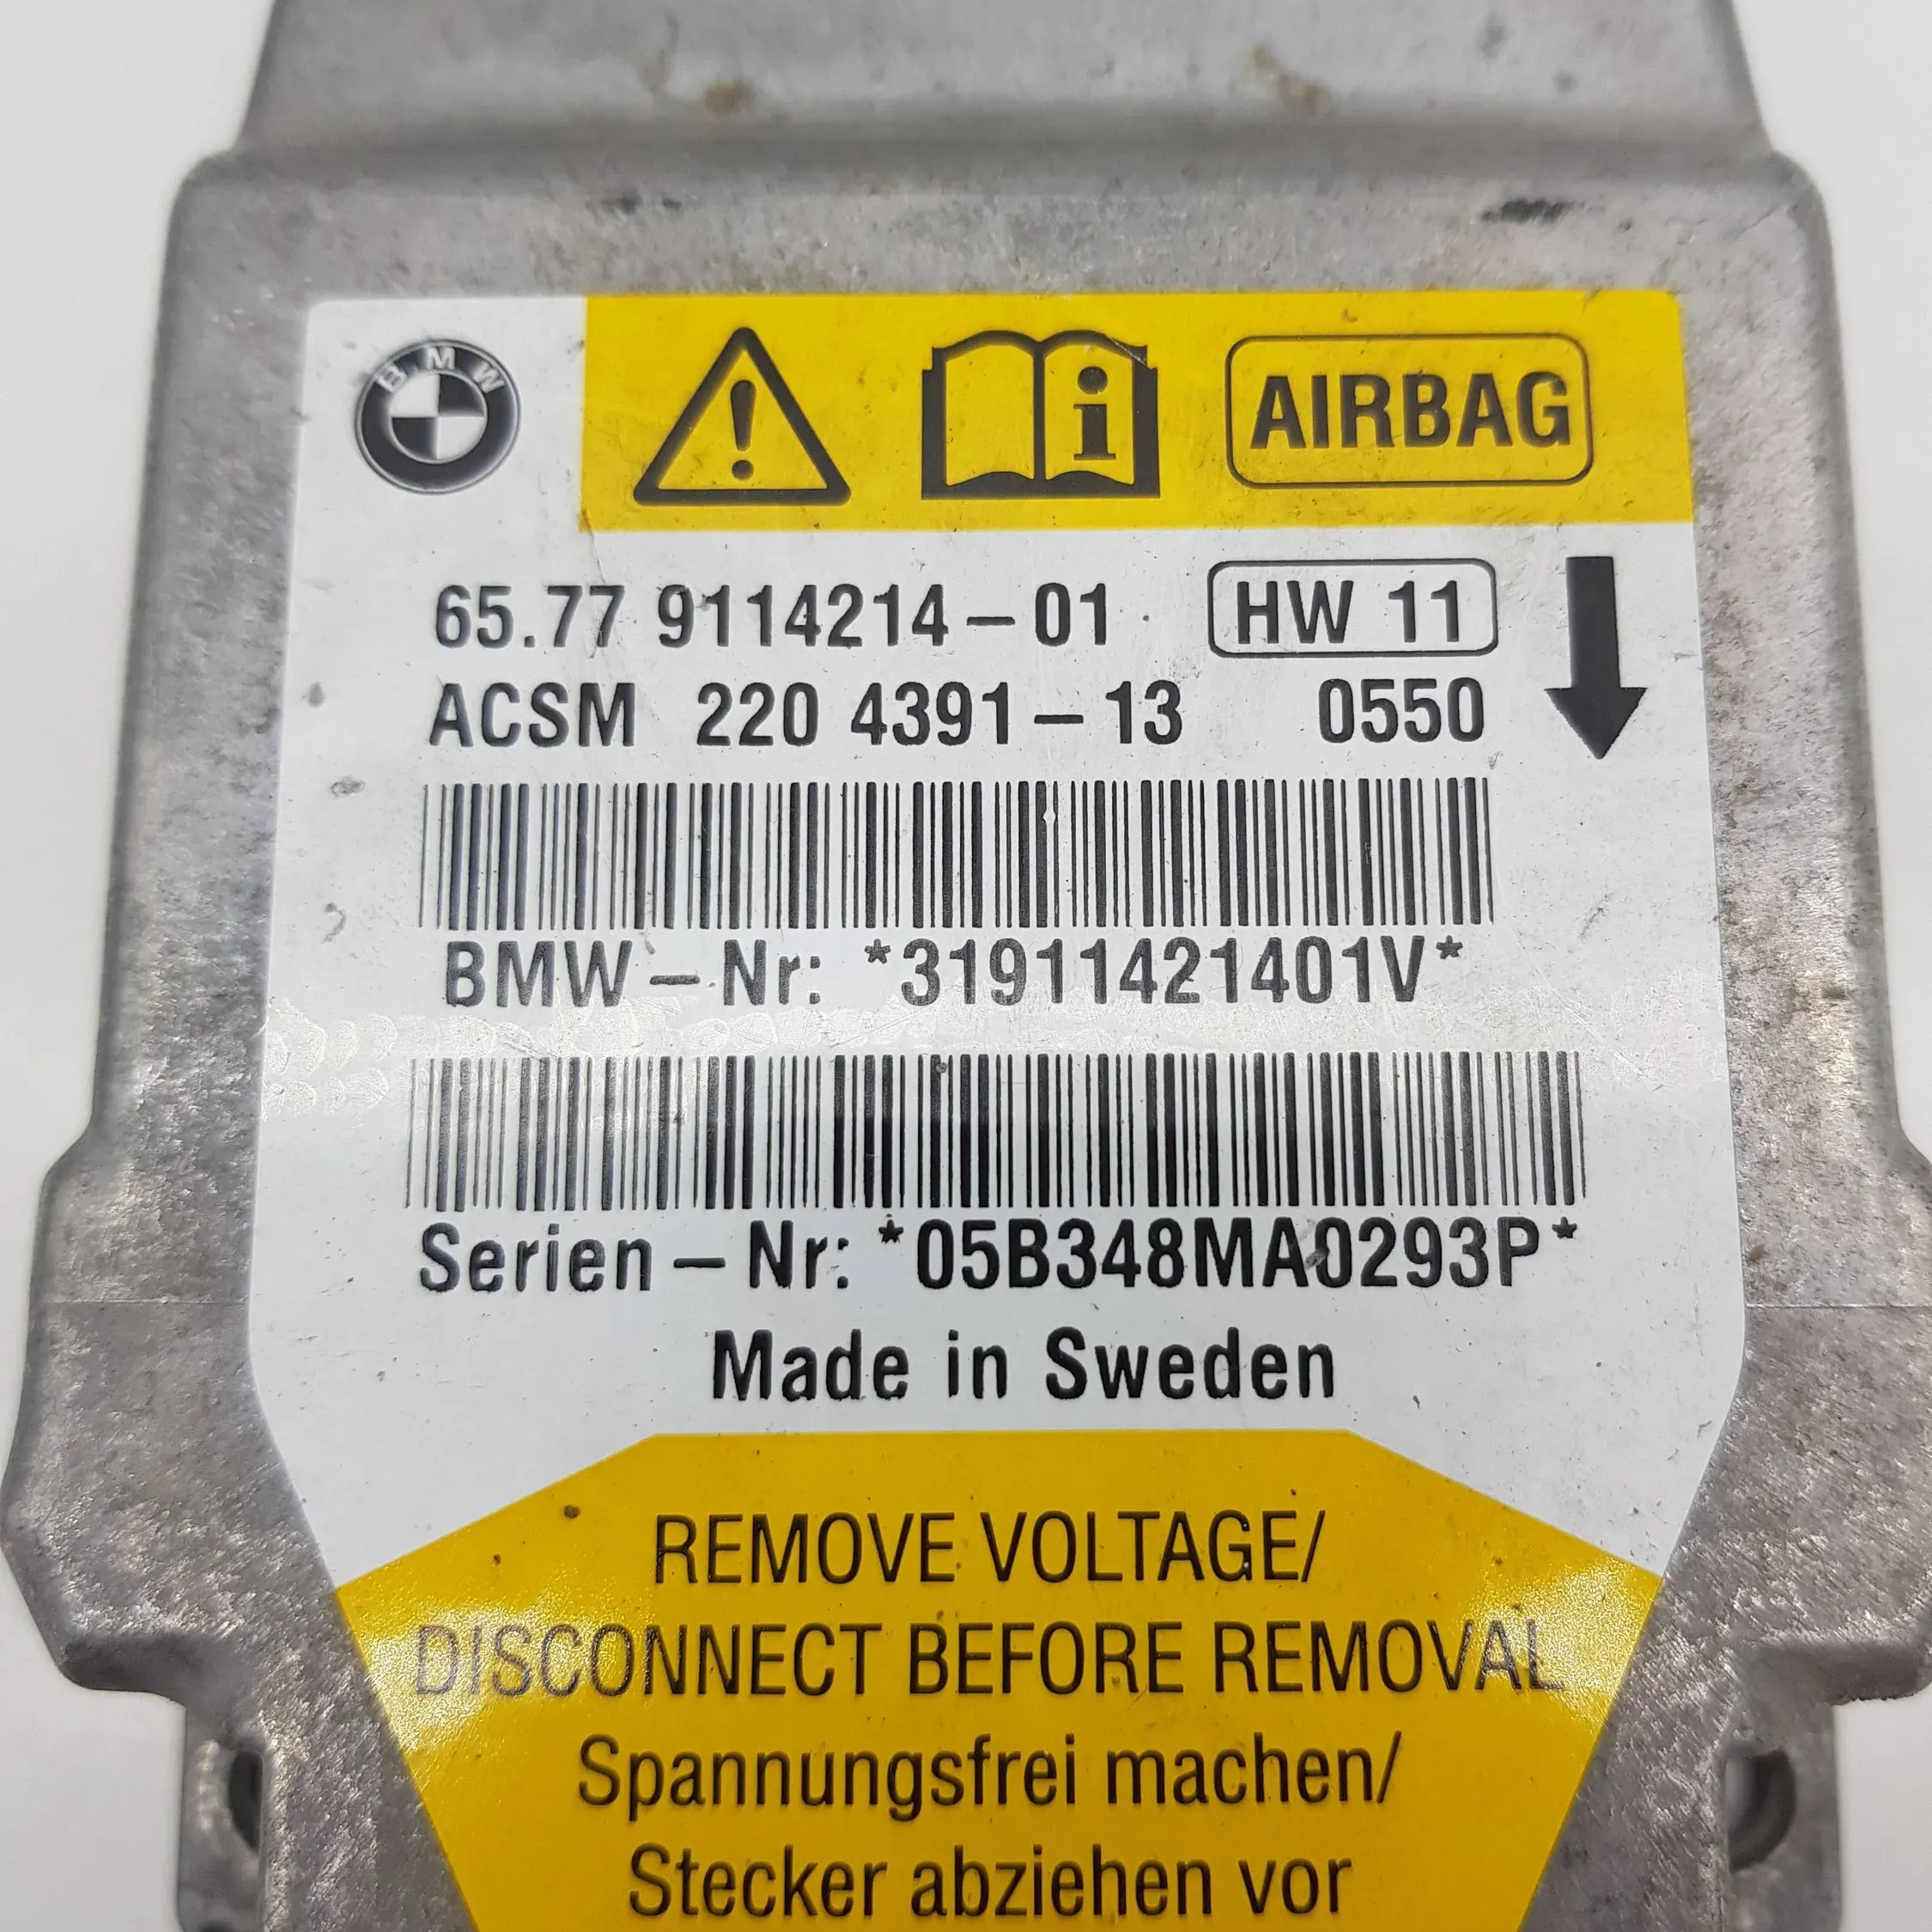 BMW
i
AIRBAG
65.77 9114214-01 HW 11
ACSM 220 4391-13 0550
BMW-Nr: *31911421401V*
Serien-Nr: *05B348MA0293P*
Made in Sweden
REMOVE VOLTAGE/
DISCONNECT BEFORE REMOVAL
Spannungsfrei machen/
Stecker abziehen vor